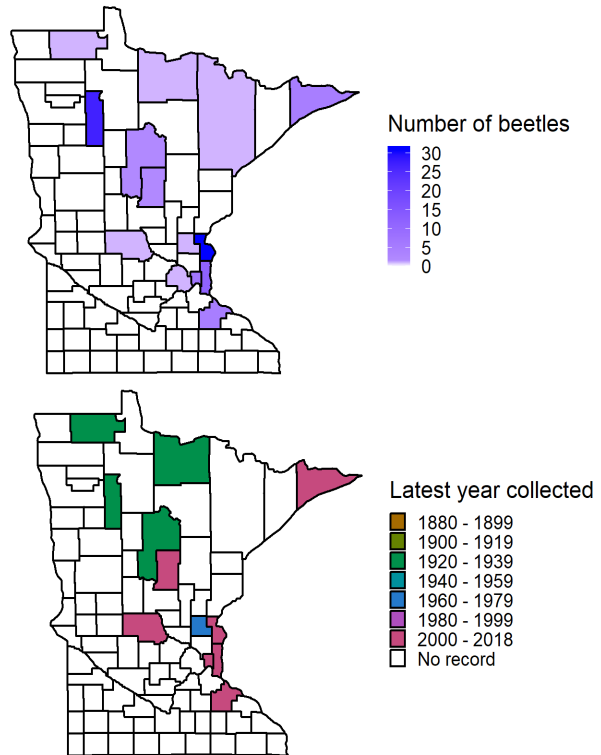 Number of beetles
30
25
20
15
10
5
0
Latest year collected
1880 - 1899
1900 - 1919
1920 - 1939
1940 - 1959
1960 - 1979
1980 - 1999
2000 - 2018
No record